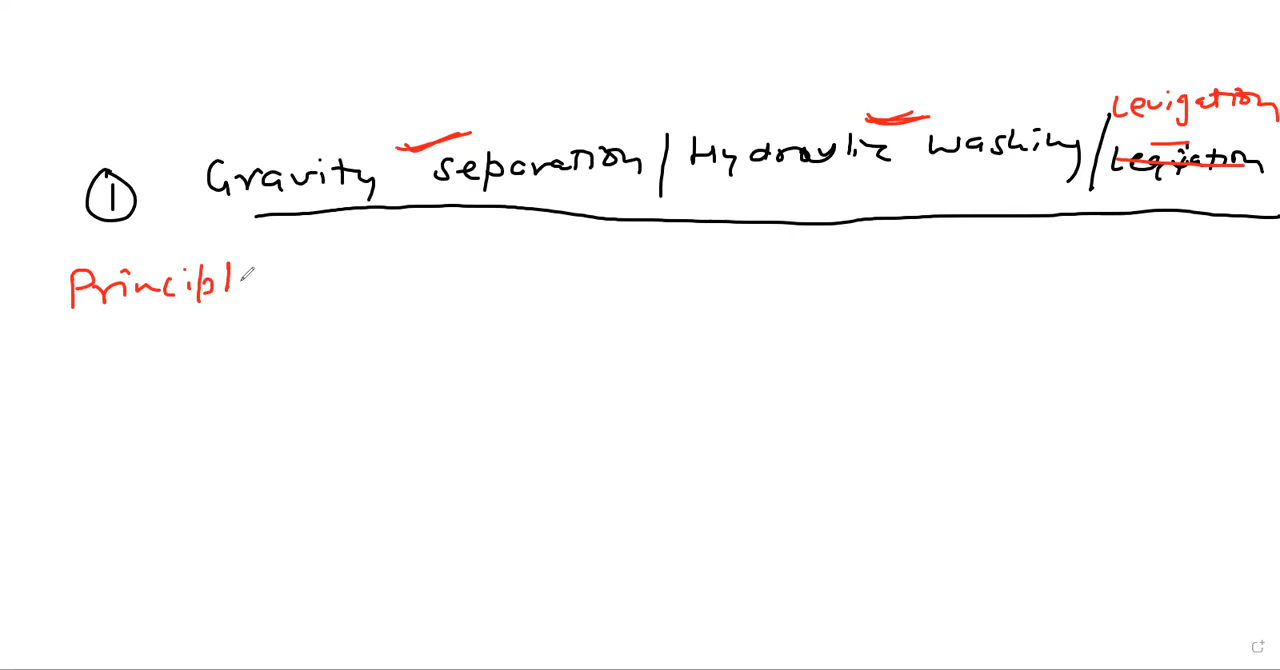 Levigation
① Gravity separation / Hydraulic washing /
Principl